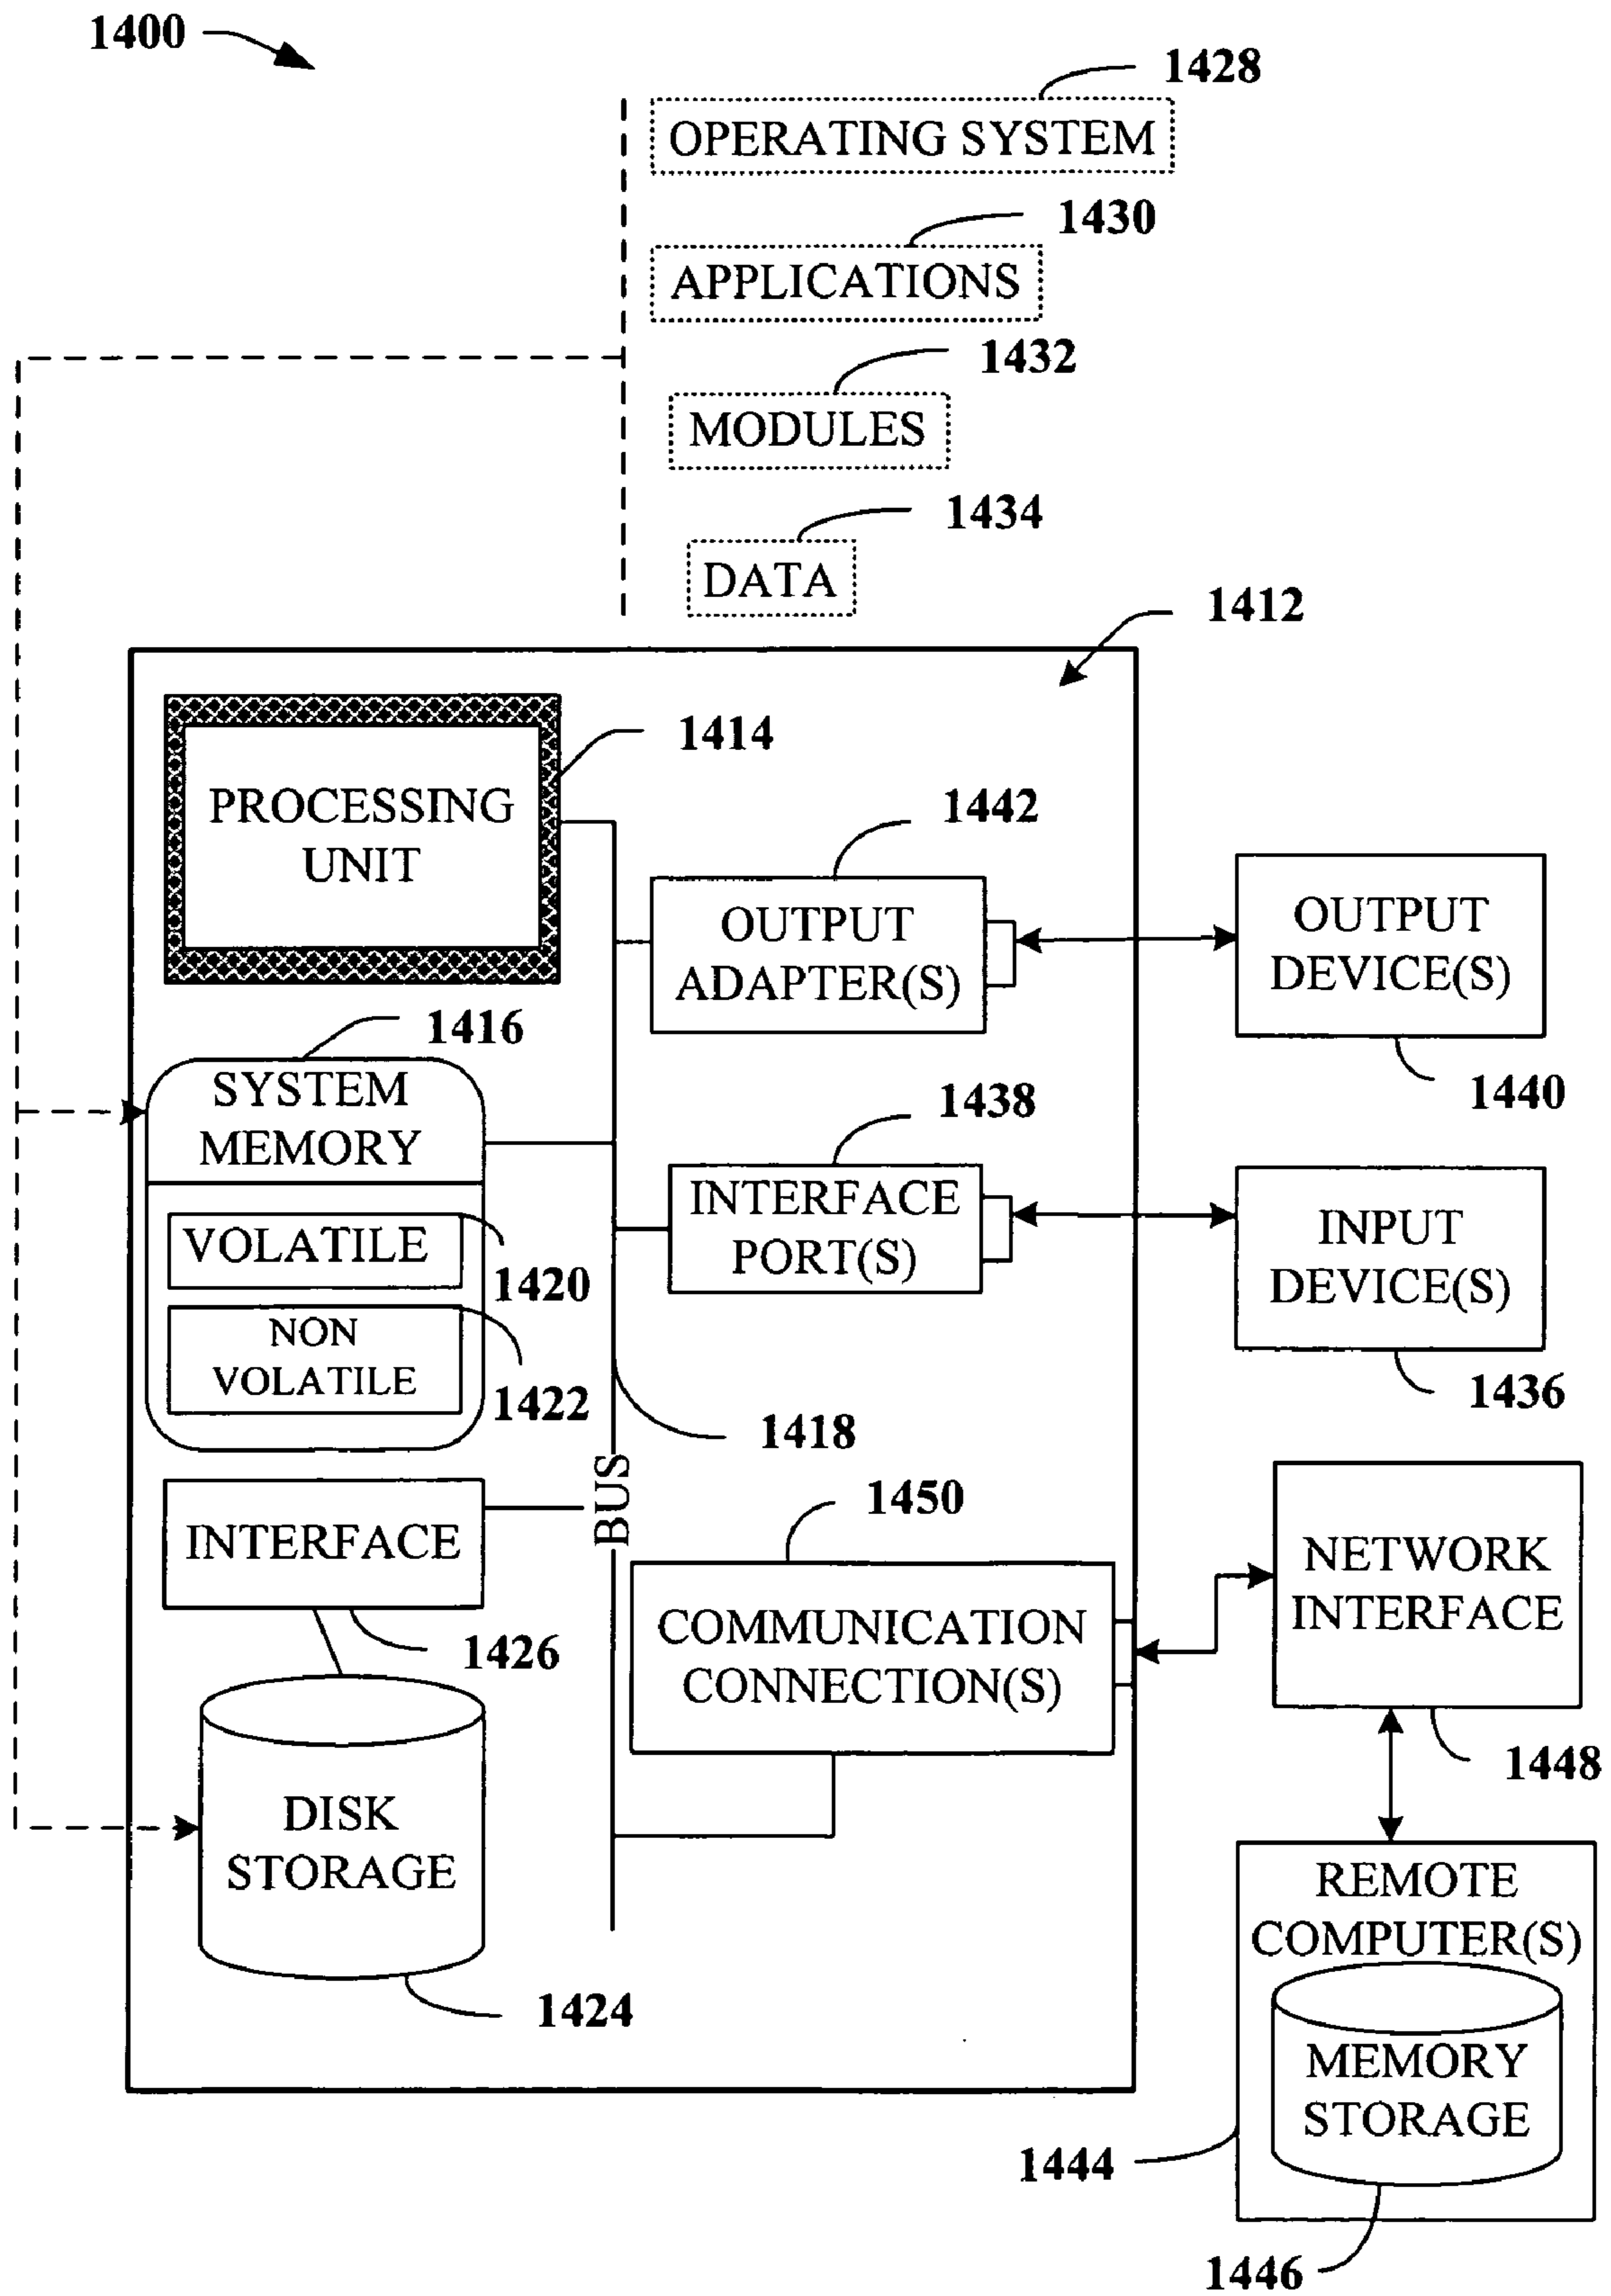 1400
1428
OPERATING SYSTEM
1430
APPLICATIONS
1432
MODULES
1434
DATA
1412
PROCESSING
UNIT
1414
1442
OUTPUT
ADAPTER(S)
OUTPUT
DEVICE(S)
1440
1416
SYSTEM
MEMORY
VOLATILE
1420
NON
VOLATILE
1422
1438
INTERFACE
PORT(S)
INPUT
DEVICE(S)
1436
1418
BUS
INTERFACE
1426
1450
COMMUNICATION
CONNECTION(S)
NETWORK
INTERFACE
1448
DISK
STORAGE
1424
REMOTE
COMPUTER(S)
MEMORY
STORAGE
1444
1446